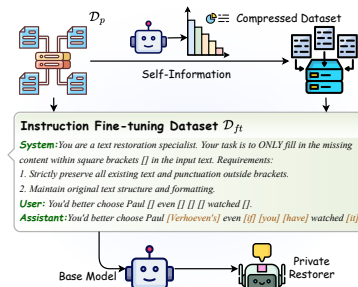 𝒟p
Compressed Dataset
Self-Information
Instruction Fine-tuning Dataset 𝒟ft
System:You are a text restoration specialist. Your task is to ONLY fill in the missing
content within square brackets [] in the input text. Requirements:
1. Strictly preserve all existing text and punctuation outside brackets.
2. Maintain original text structure and formatting.
User: You'd better choose Paul [] even [] [] [] watched [].
Assistant:You'd better choose Paul [Verhoeven's] even [if] [you] [have] watched [it]
Base Model
Private
Restorer